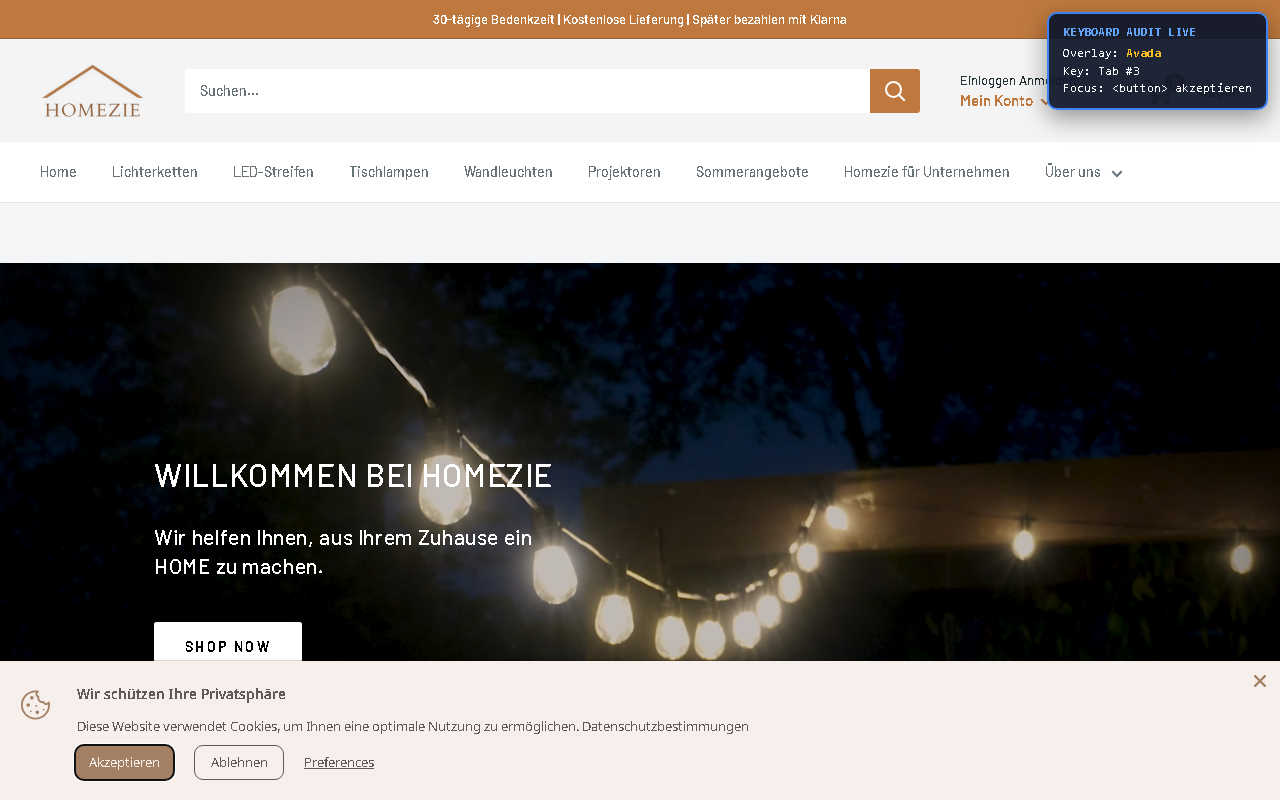 30-tägige Bedenkzeit | Kostenlose Lieferung | Später bezahlen mit Klarna
KEYBOARD AUDIT LIVE
Overlay: Avada
Key: Tab #3
Focus: <button> akzeptieren
HOMEZIE
Suchen...
Einloggen
Mein Konto
Home
Lichterketten
LED-Streifen
Tischlampen
Wandleuchten
Projektoren
Sommerangebote
Homezie für Unternehmen
Über uns
WILLKOMMEN BEI HOMEZIE
Wir helfen Ihnen, aus Ihrem Zuhause ein
HOME zu machen.
SHOP NOW
Wir schützen Ihre Privatsphäre
Diese Website verwendet Cookies, um Ihnen eine optimale Nutzung zu ermöglichen. Datenschutzbestimmungen
Akzeptieren
Ablehnen
Preferences